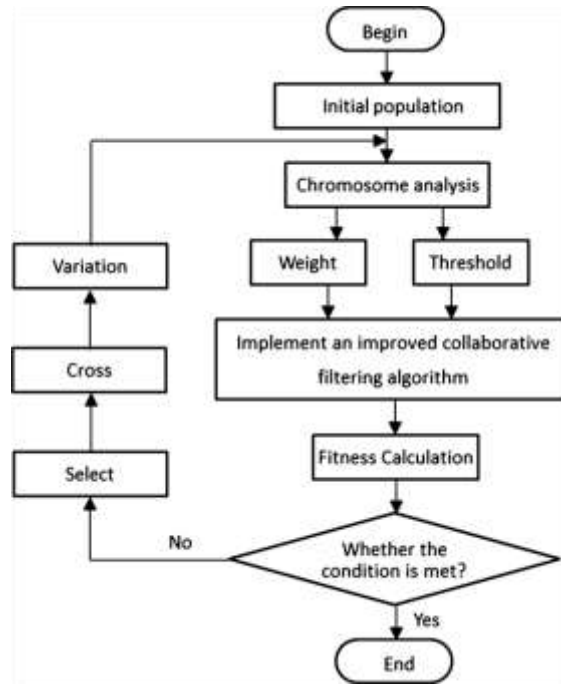 Begin
Initial population
Chromosome analysis
Weight
Threshold
Variation
Implement an improved collaborative
filtering algorithm
Cross
Fitness Calculation
Select
No
Whether the
condition is met?
Yes
End